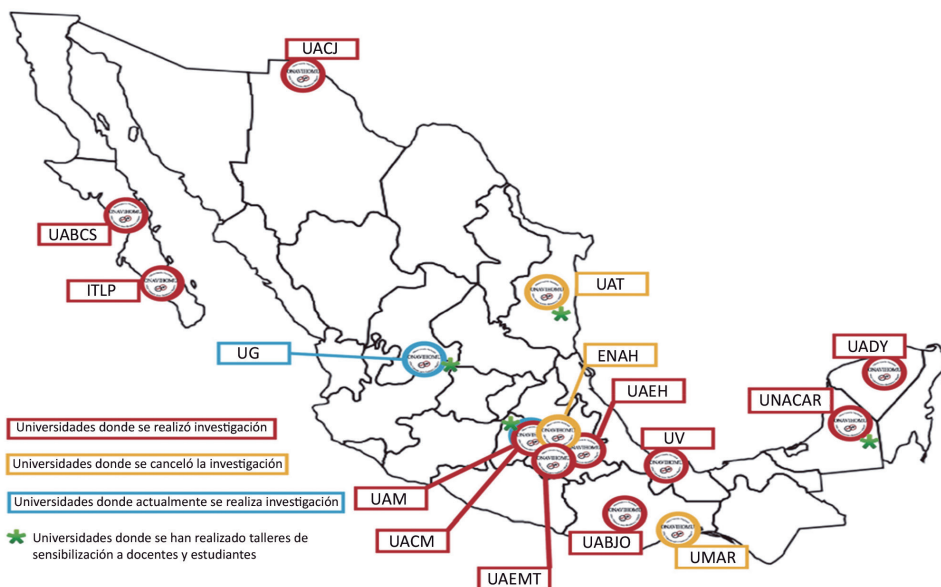 UACJ
UABCS
ITLP
UAT
UG
ENAH
UADY
UAEH
UNACAR
UV
Universidades donde se realizó investigación
Universidades donde se canceló la investigación
Universidades donde actualmente se realiza investigación
Universidades donde se han realizado talleres de
sensibilización a docentes y estudiantes
UAM
UACM
UABJO
UMAR
UAEMT